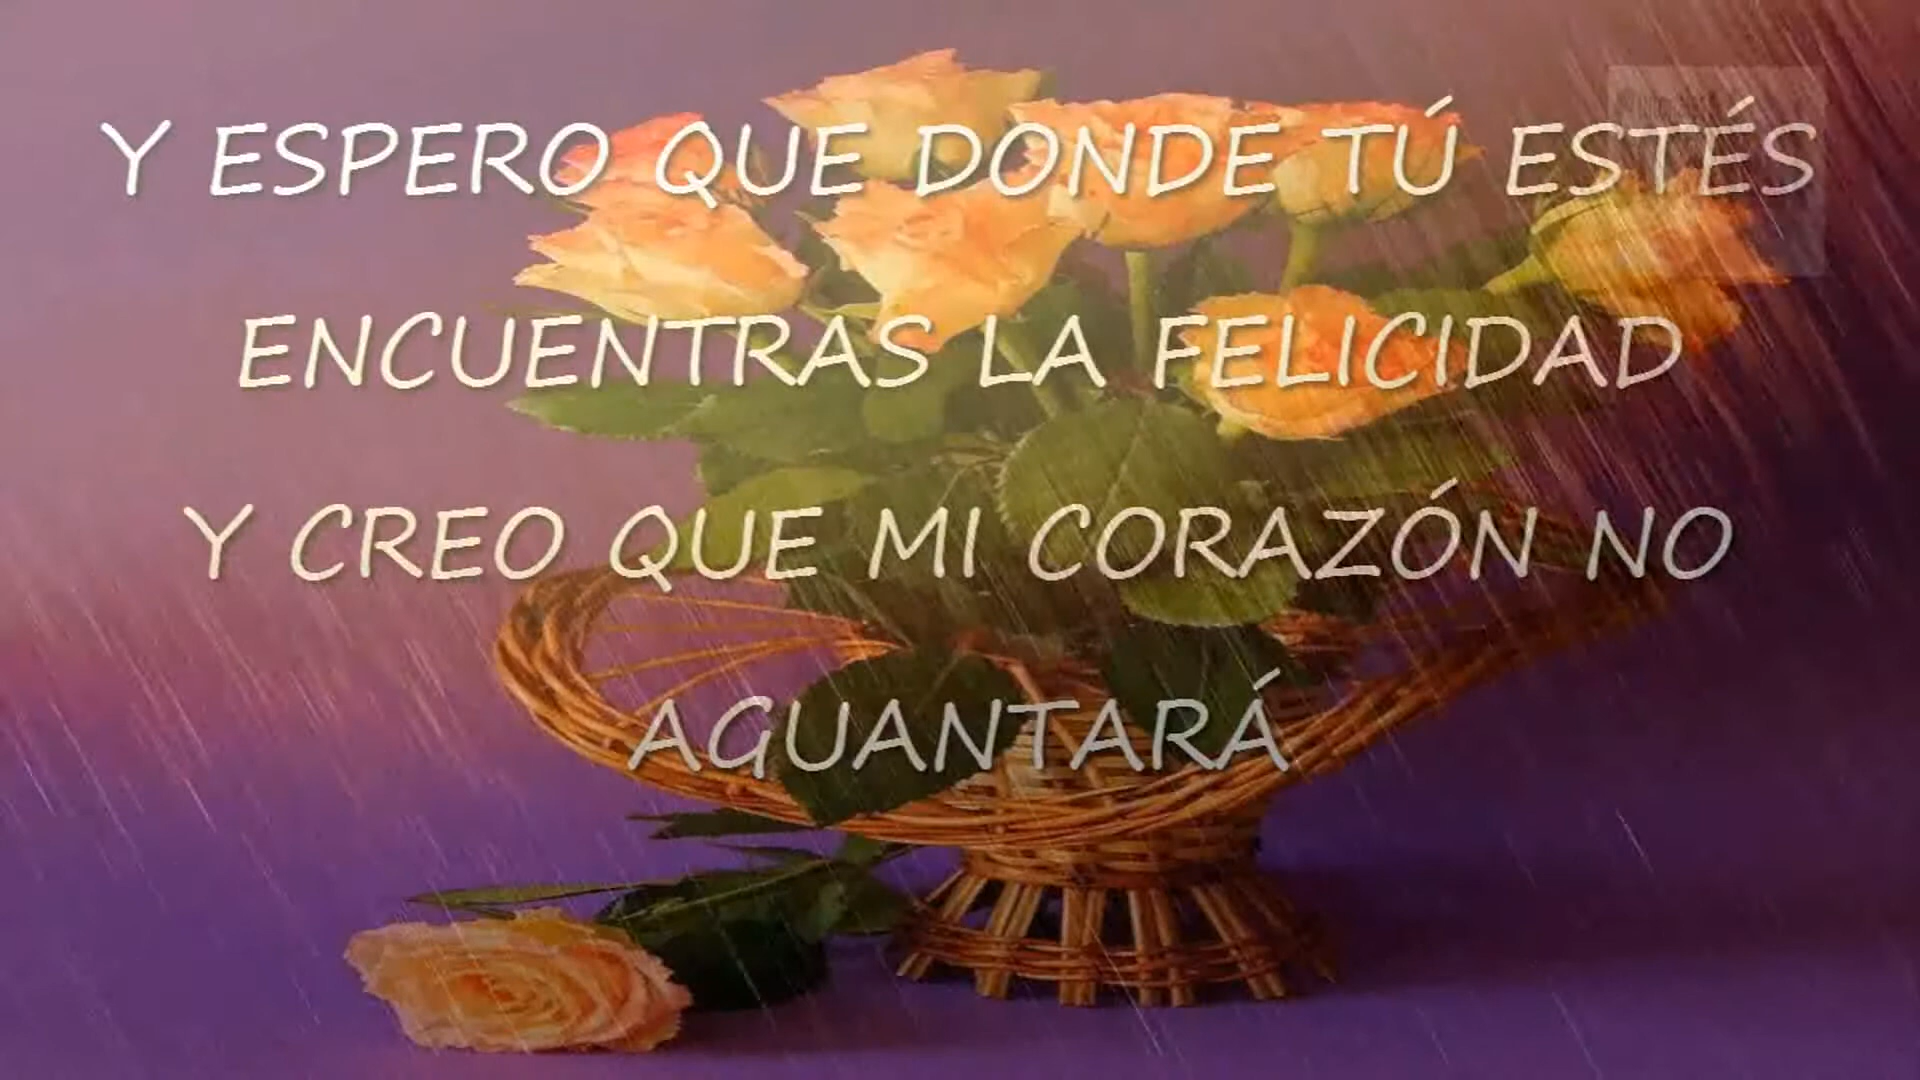 Y ESPERO QUE DONDE TÚ ESTÉS
ENCUENTRAS LA FELICIDAD
Y CREO QUE MI CORAZÓN NO
AGUANTARÁ